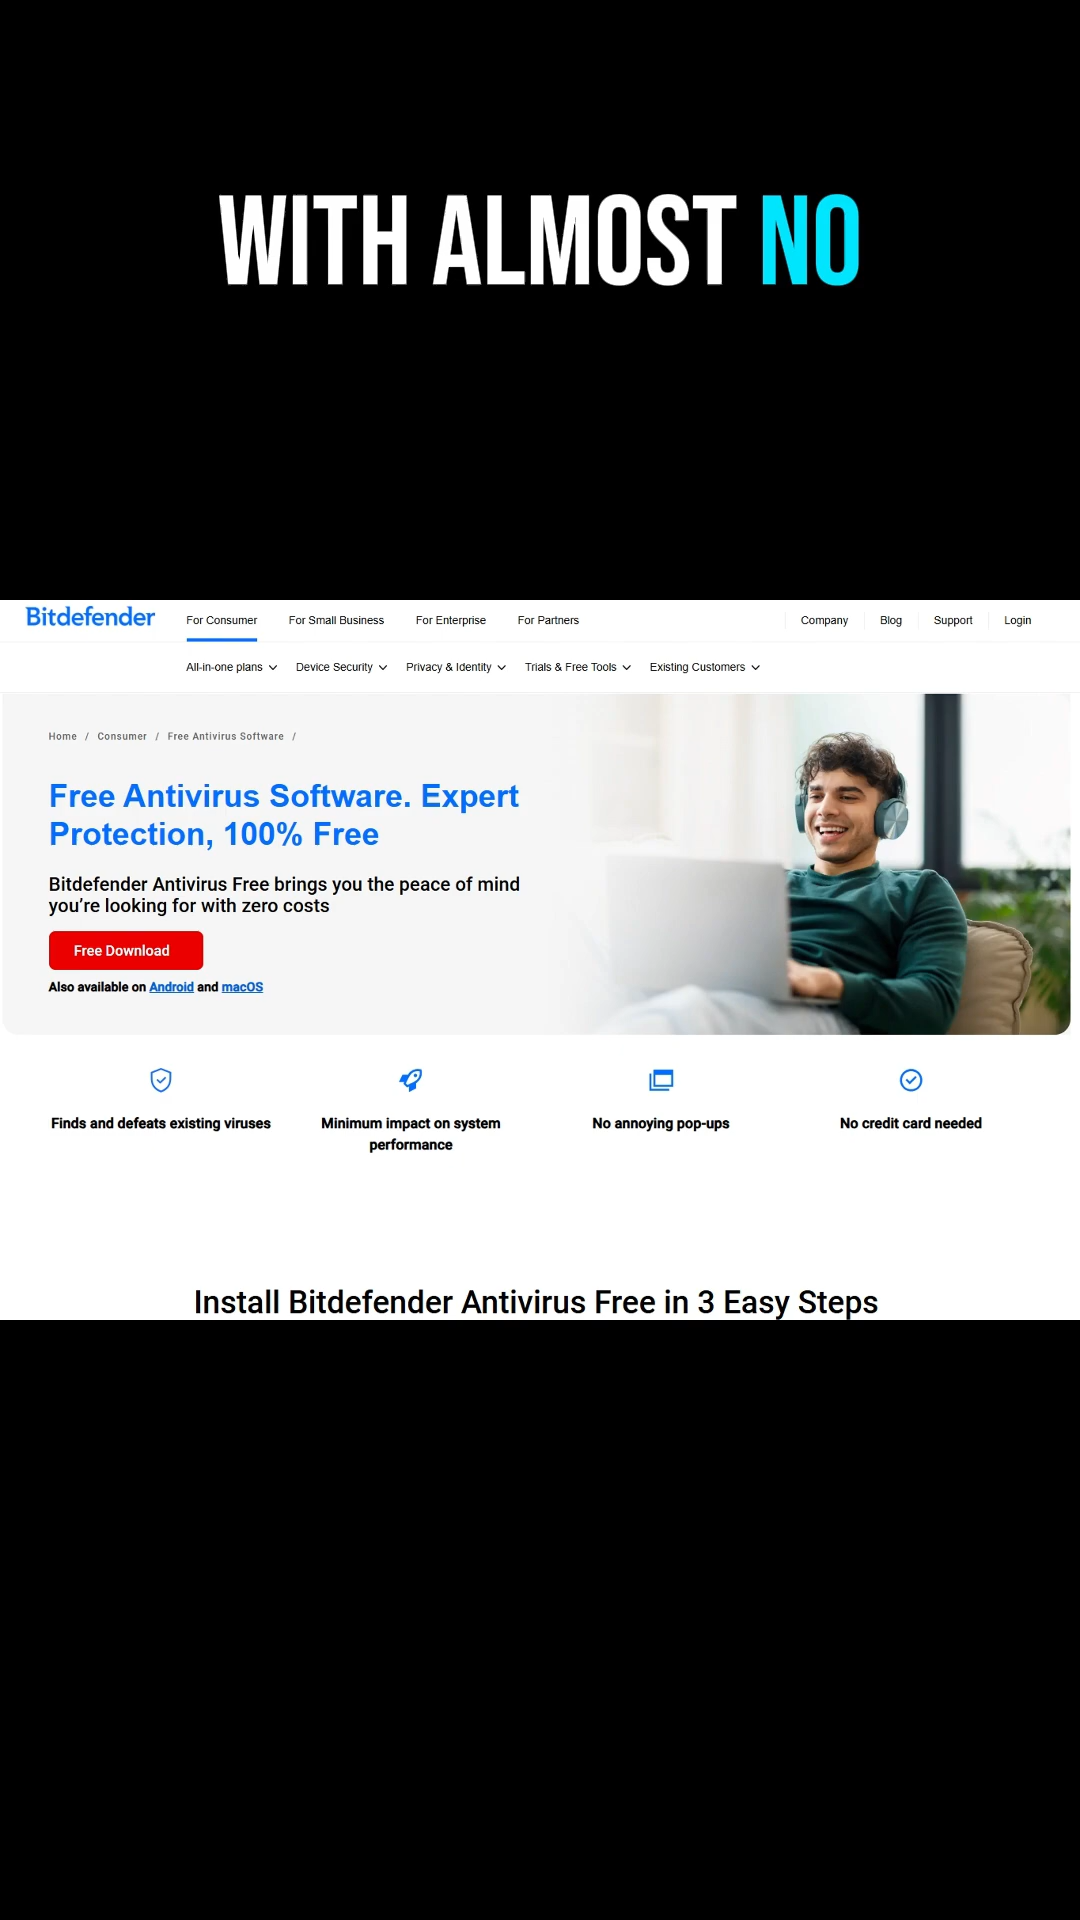 WITH ALMOST NO
Bitdefender
For Consumer For Small Business For Enterprise For Partners Company Blog Support Login
All-in-one plans Device Security Privacy & Identity Trials & Free Tools Existing Customers
Home / Consumer / Free Antivirus Software /
Free Antivirus Software. Expert
Protection, 100% Free
Bitdefender Antivirus Free brings you the peace of mind
you’re looking for with zero costs
Free Download
Also available on Android and macOS
Finds and defeats existing viruses
Minimum impact on system
performance
No annoying pop-ups
No credit card needed
Install Bitdefender Antivirus Free in 3 Easy Steps